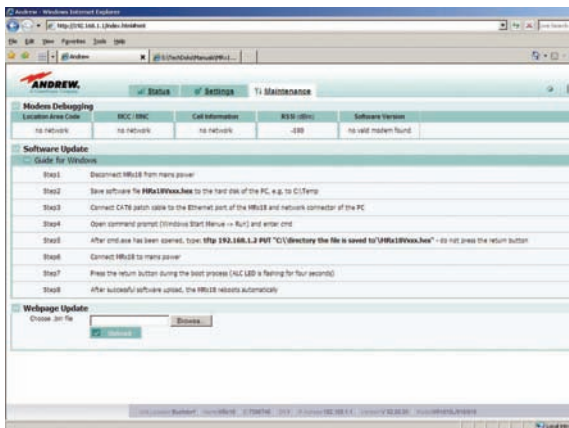 Andrew - Windows Internet Explorer
File Edit View Favorites Tools Help
Andrew
ANDREW.
Status Settings Maintenance
Modem Debugging
Location Area Code MCC / MNC Cell Information RSSI (dBm) Software Version
no network no network no network -100 no valid modem found
Software Update
Guide for Windows
Step1 Disconnect MRx18 from mains power
Step2 Save software file MRx18Vxxx.hex to the hard disk of the PC, e.g. to C:\Temp
Step3 Connect CAT6 patch cable to the Ethernet port of the MRx18 and network connector of the PC
Step4 Open command prompt (Windows Start Menue -> Run) and enter cmd
Step5 After cmd.exe has been opened, type: tftp 192.168.1.2 PUT "C:\'directory the file is saved to'\MRx18Vxxx.hex" - do not press the return button
Step6 Connect MRx18 to mains power
Step7 Press the return button during the boot process (ALC LED is flashing for four seconds)
Step8 After successful software upload, the MRx18 reboots automatically
Webpage Update
Choose .bin file Browse...